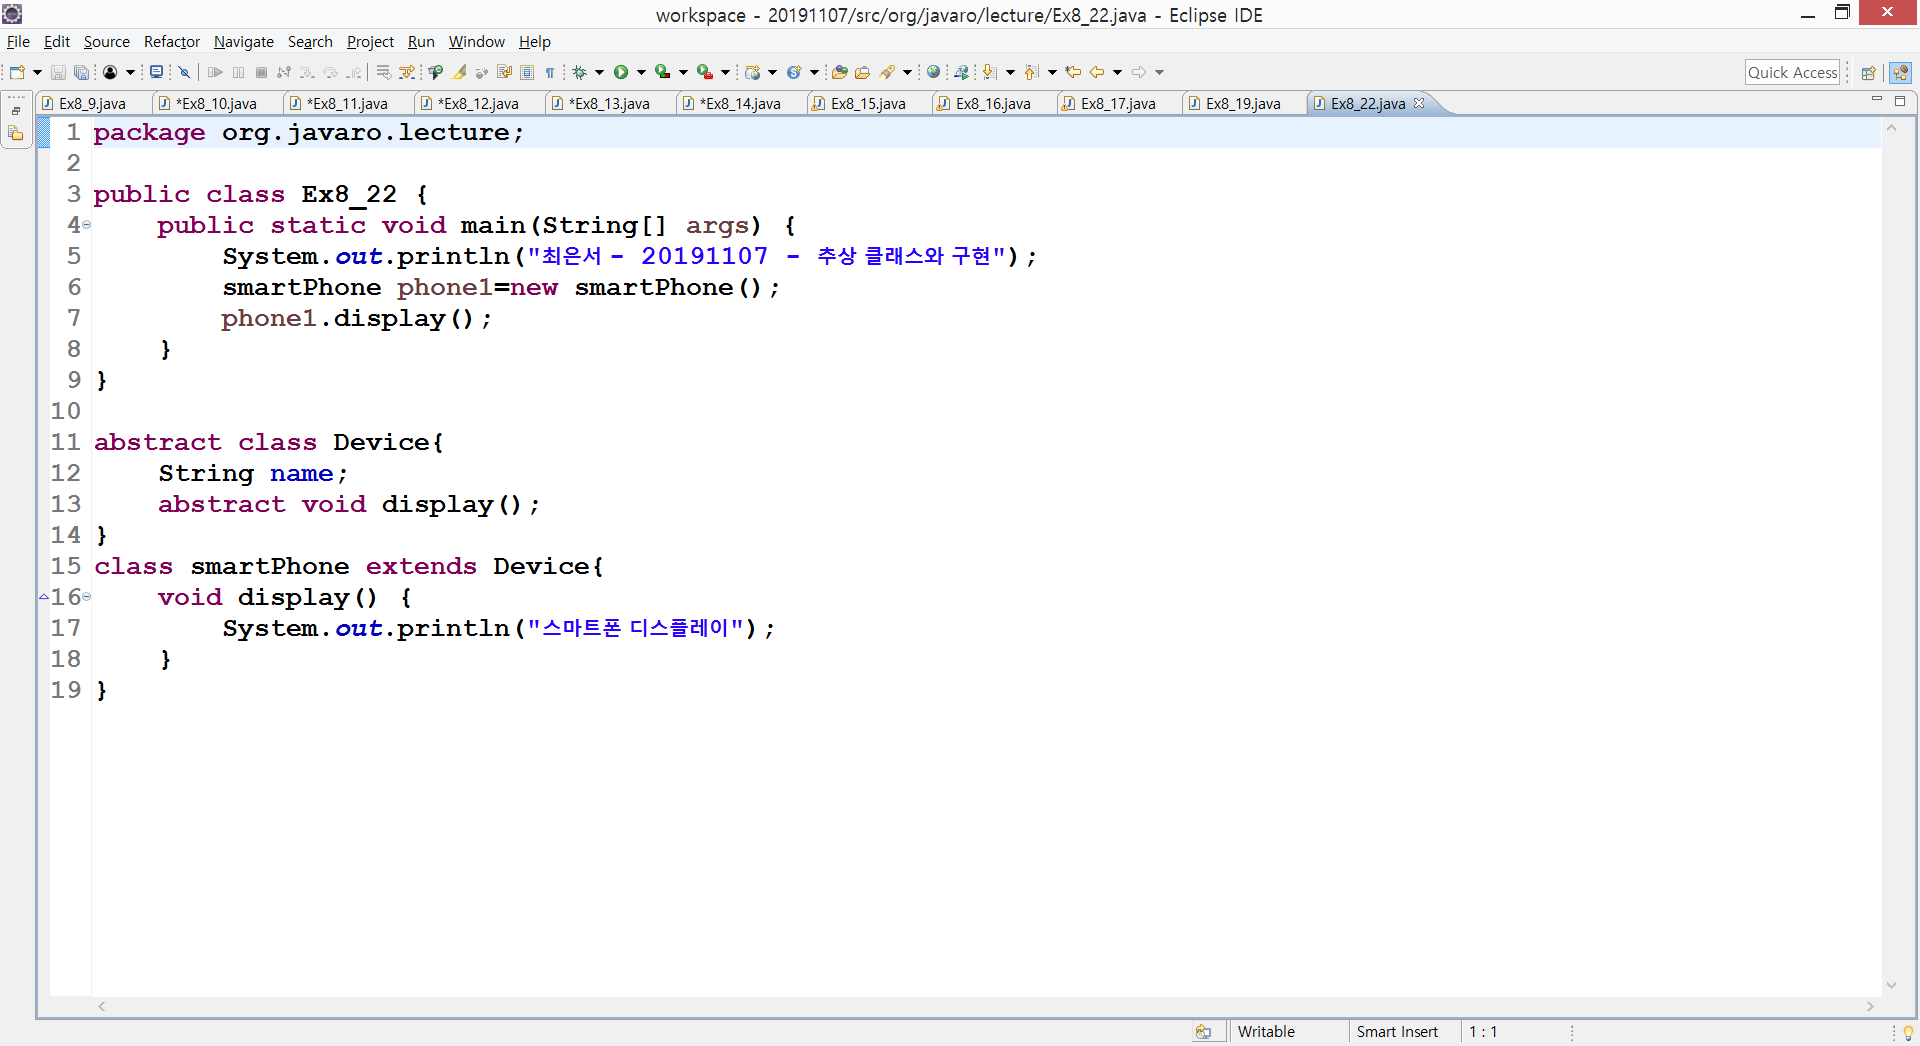 workspace - 20191107/src/org/javaro/lecture/Ex8_22.java - Eclipse IDE
File Edit Source Refactor Navigate Search Project Run Window Help
Quick Access
Ex8_9.java *Ex8_10.java *Ex8_11.java *Ex8_12.java *Ex8_13.java *Ex8_14.java Ex8_15.java Ex8_16.java Ex8_17.java Ex8_19.java Ex8_22.java
1 package org.javaro.lecture;
2
3 public class Ex8_22 {
4     public static void main(String[] args) {
5         System.out.println("최은서 - 20191107 - 추상 클래스와 구현");
6         smartPhone phone1=new smartPhone();
7         phone1.display();
8     }
9 }
10
11 abstract class Device{
12     String name;
13     abstract void display();
14 }
15 class smartPhone extends Device{
16     void display() {
17         System.out.println("스마트폰 디스플레이");
18     }
19 }
Writable Smart Insert 1 : 1